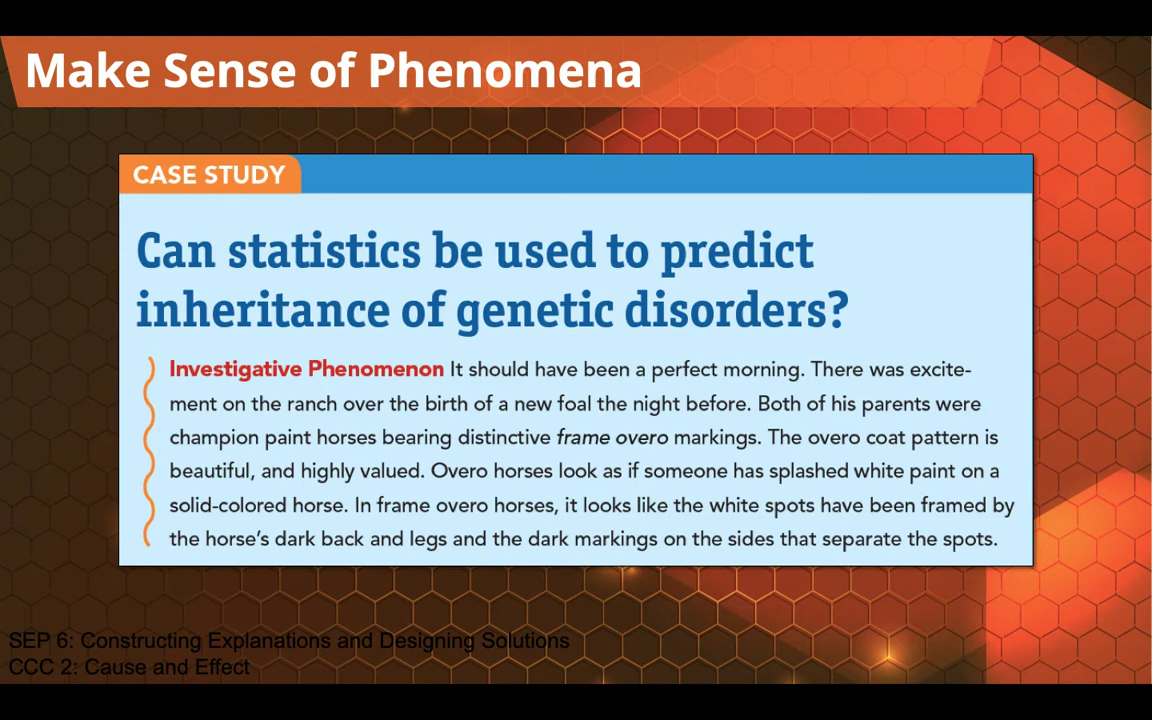 Make Sense of Phenomena
CASE STUDY
Can statistics be used to predict
inheritance of genetic disorders?
Investigative Phenomenon It should have been a perfect morning. There was excite-
ment on the ranch over the birth of a new foal the night before. Both of his parents were
champion paint horses bearing distinctive frame overo markings. The overo coat pattern is
beautiful, and highly valued. Overo horses look as if someone has splashed white paint on a
solid-colored horse. In frame overo horses, it looks like the white spots have been framed by
the horse's dark back and legs and the dark markings on the sides that separate the spots.
SEP 6: Constructing Explanations and Designing Solutions
CCC 2: Cause and Effect